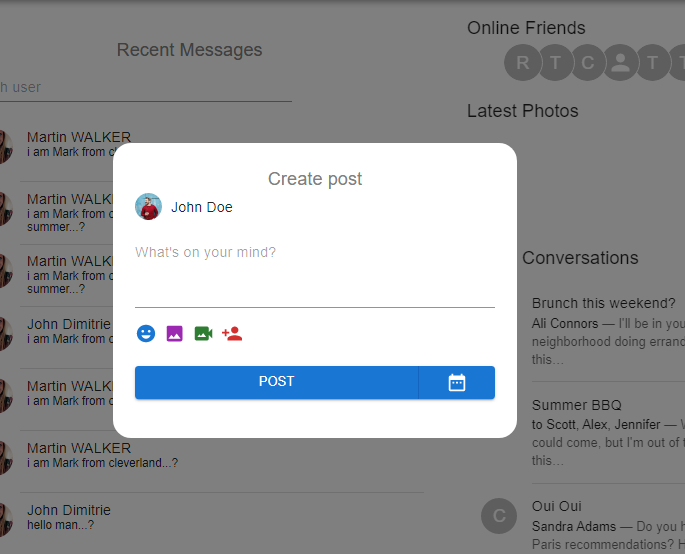 Online Friends
Recent Messages
R T C T T
h user
Latest Photos
Martin WALKER
i am Mark from c
Create post
John Doe
Martin WALK
i am Mark from c
summer...?
What's on your mind?
Martin WALK
i am Mark from c
summer...?
Conversations
Brunch this weekend?
Ali Connors — I'll be in you
neighborhood doing errand
this...
John Dimitrie
i am Mark from c
POST
Martin WALK
i am Mark from c
Summer BBQ
to Scott, Alex, Jennifer — W
could come, but I'm out of t
this...
Martin WALKER
i am Mark from cleverland...?
John Dimitrie
hello man...?
C
Oui Oui
Sandra Adams — Do you h
Paris recommendations? H